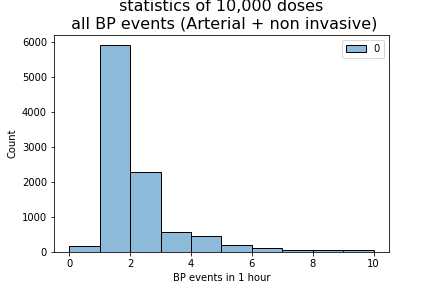 statistics of 10,000 doses
all BP events (Arterial + non invasive)
6000
5000
4000
3000
2000
1000
0
Count
0
0 2 4 6 8 10
BP events in 1 hour